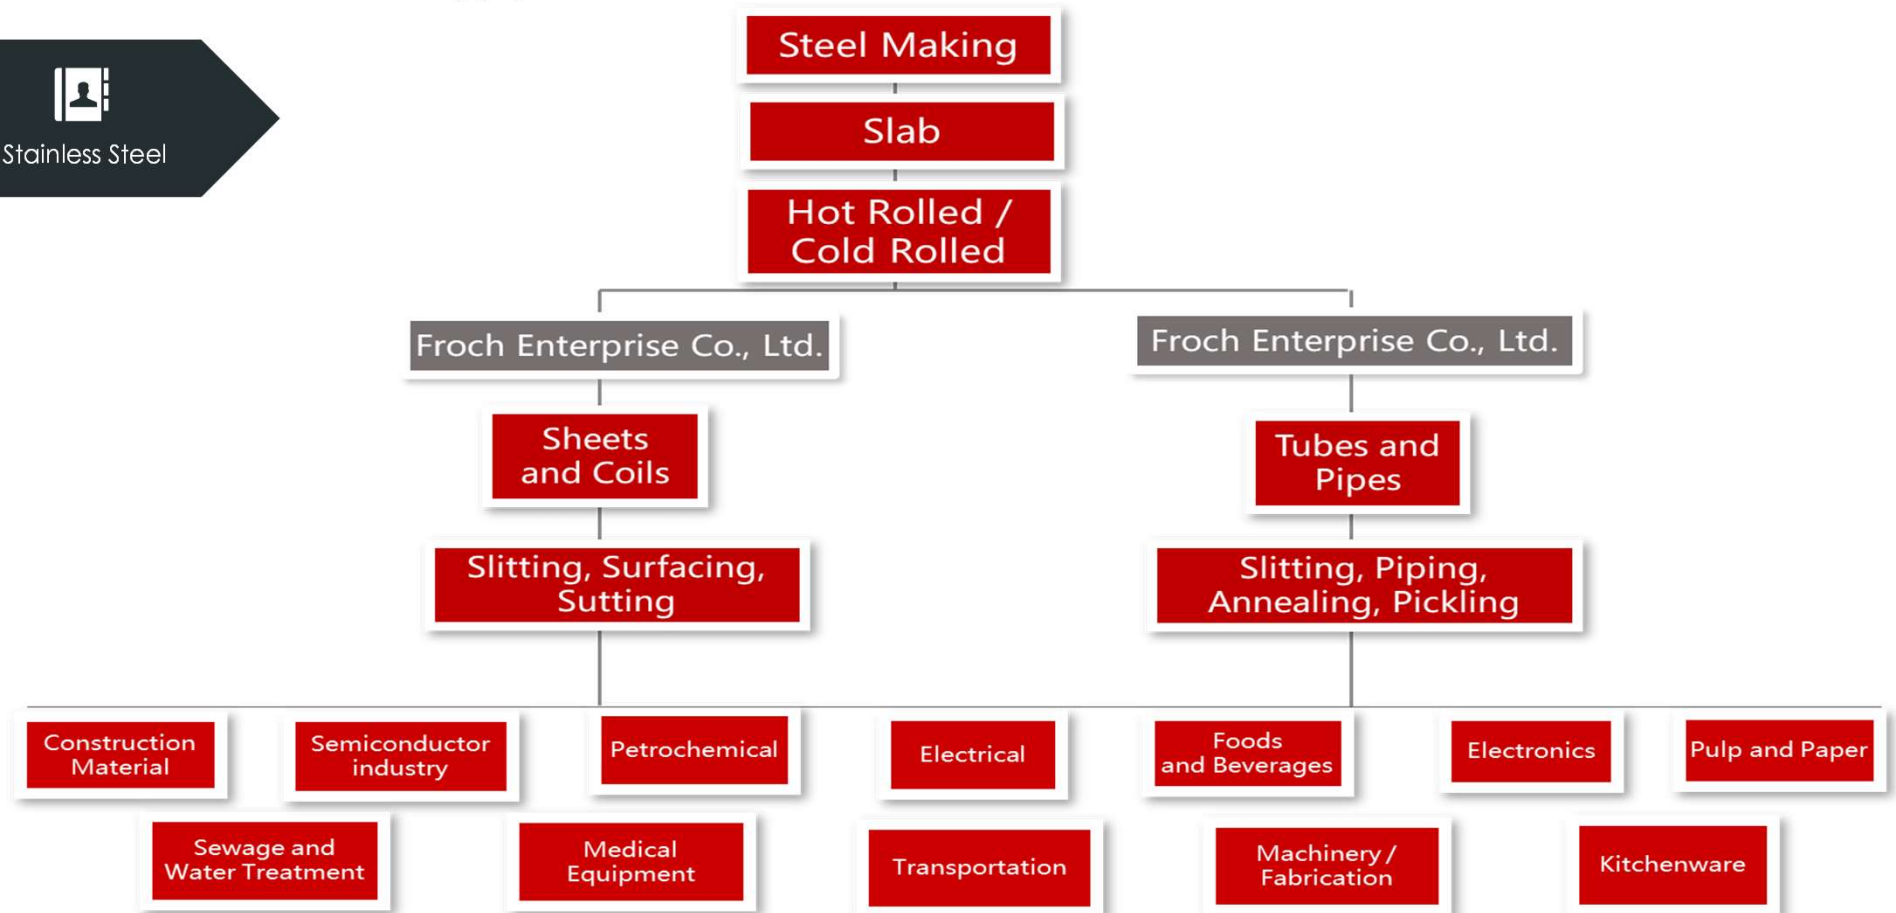 Stainless Steel
Steel Making
Slab
Hot Rolled /
Cold Rolled
Froch Enterprise Co., Ltd.
Froch Enterprise Co., Ltd.
Sheets
and Coils
Tubes and
Pipes
Slitting, Surfacing,
Sutting
Slitting, Piping,
Annealing, Pickling
Construction
Material
Semiconductor
industry
Petrochemical
Electrical
Foods
and Beverages
Electronics
Pulp and Paper
Sewage and
Water Treatment
Medical
Equipment
Transportation
Machinery /
Fabrication
Kitchenware